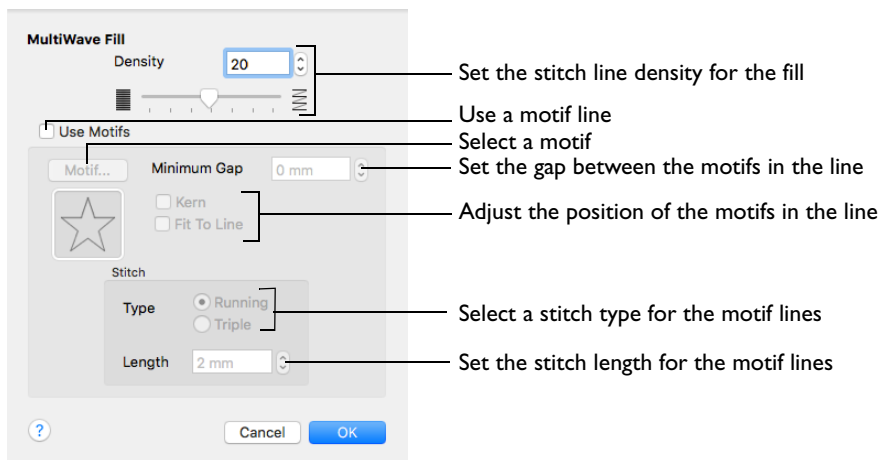 MultiWave Fill
Density 20
Set the stitch line density for the fill
Use a motif line
Use Motifs
Select a motif
Motif... Minimum Gap 0 mm
Set the gap between the motifs in the line
Kern
Fit To Line
Adjust the position of the motifs in the line
Stitch
Type Running
Triple
Select a stitch type for the motif lines
Length 2 mm
Set the stitch length for the motif lines
? Cancel OK